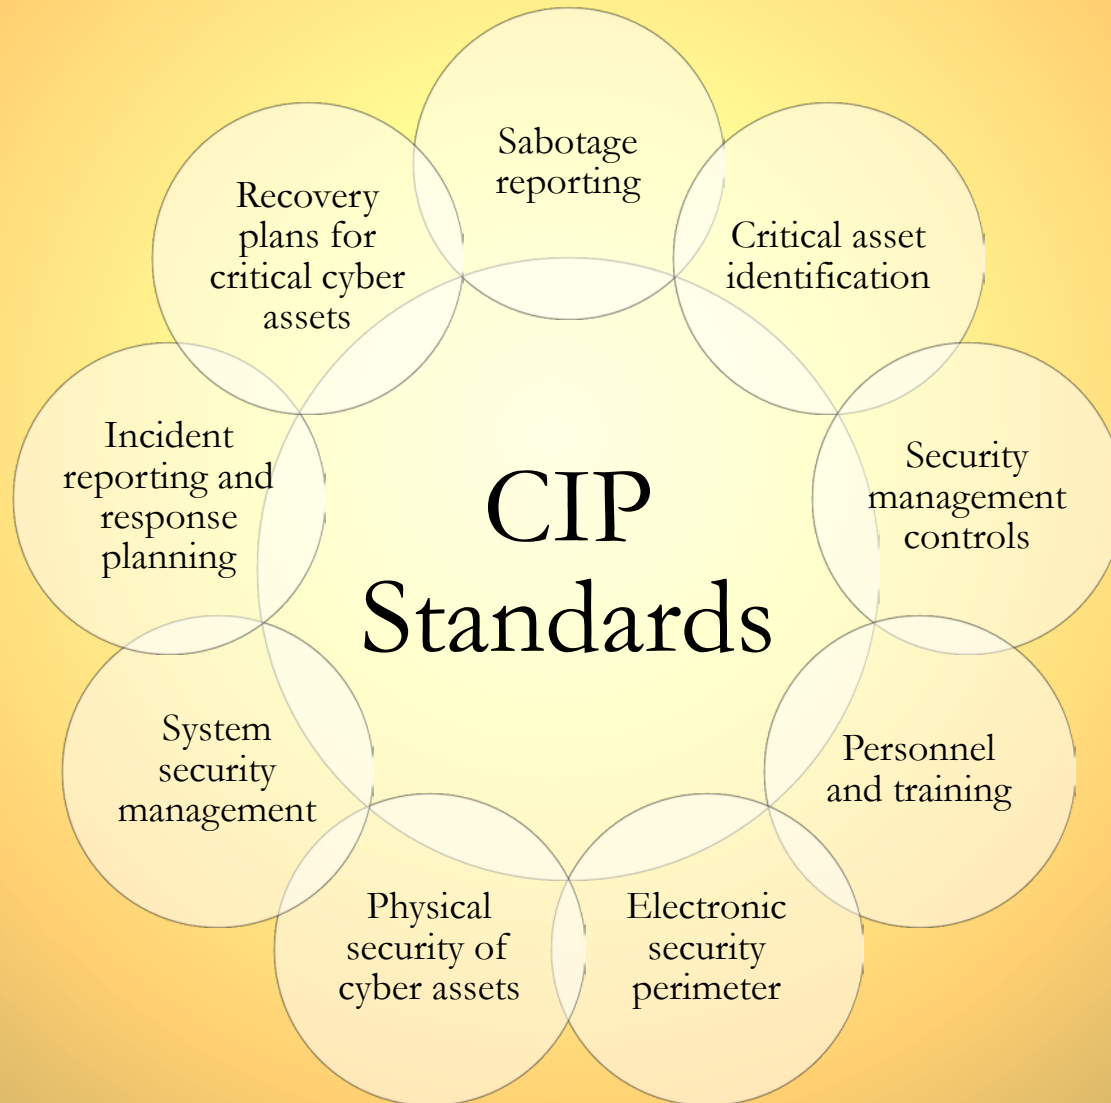 Sabotage
reporting
Critical asset
identification
Security
management
controls
Personnel
and training
Electronic
security
perimeter
Physical
security of
cyber assets
System
security
management
Incident
reporting and
response
planning
Recovery
plans for
critical cyber
assets
CIP
Standards